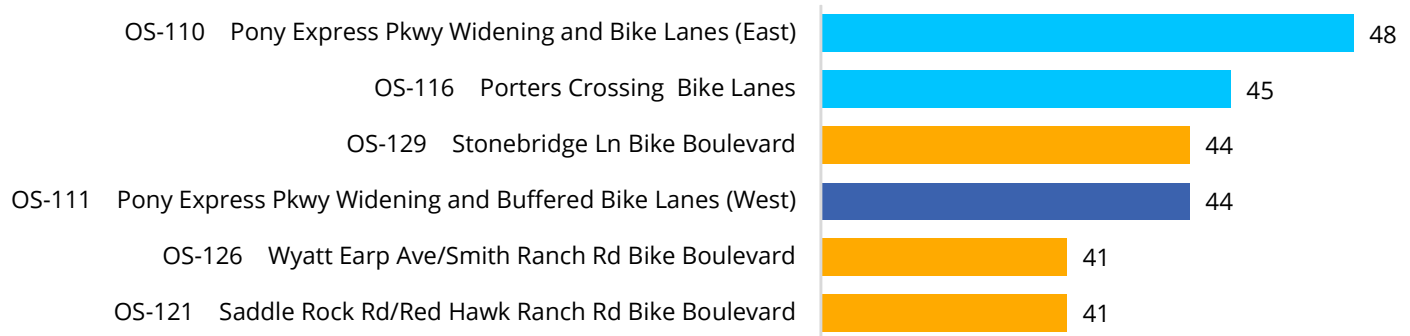 OS-110 Pony Express Pkwy Widening and Bike Lanes (East) 48
OS-116 Porters Crossing Bike Lanes 45
OS-129 Stonebridge Ln Bike Boulevard 44
OS-111 Pony Express Pkwy Widening and Buffered Bike Lanes (West) 44
OS-126 Wyatt Earp Ave/Smith Ranch Rd Bike Boulevard 41
OS-121 Saddle Rock Rd/Red Hawk Ranch Rd Bike Boulevard 41